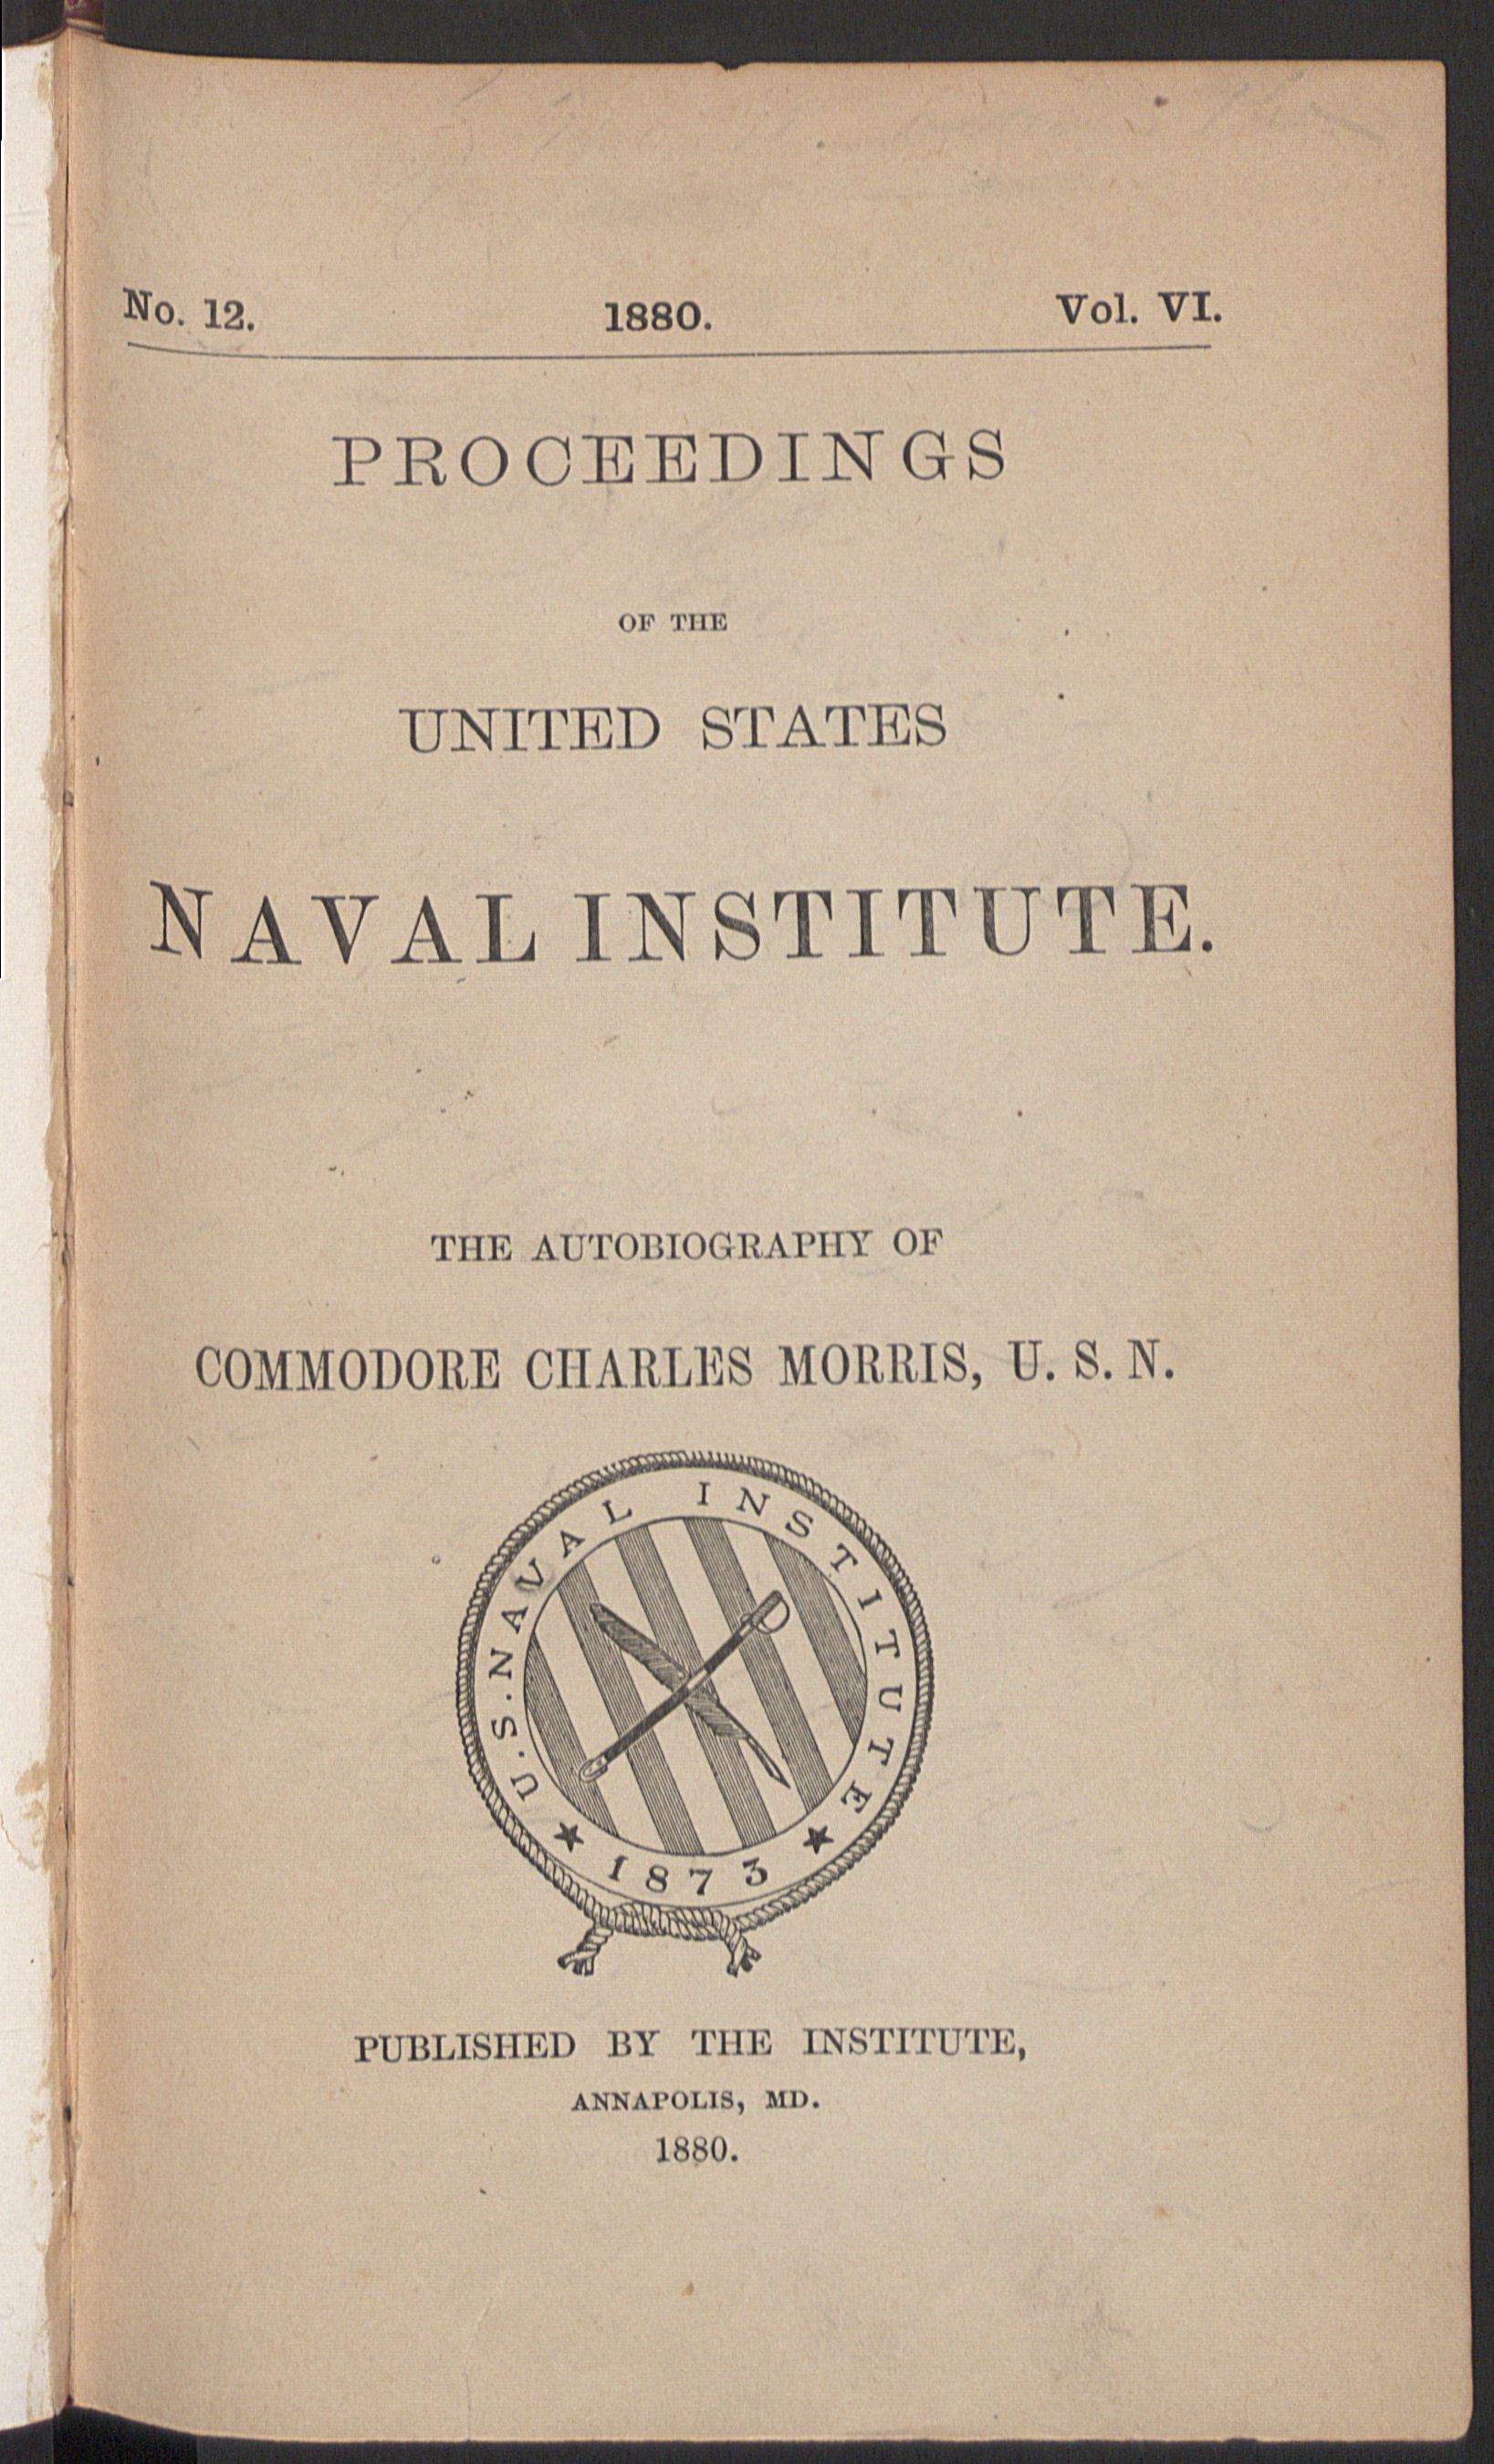 No. 12. 1880. Vol. VI.
PROCEEDINGS
OF THE
UNITED STATES
NAVAL INSTITUTE.
THE AUTOBIOGRAPHY OF
COMMODORE CHARLES MORRIS, U. S. N.
U.S. NAVAL INSTITUTE
★ 1873 ★
PUBLISHED BY THE INSTITUTE,
ANNAPOLIS, MD.
1880.